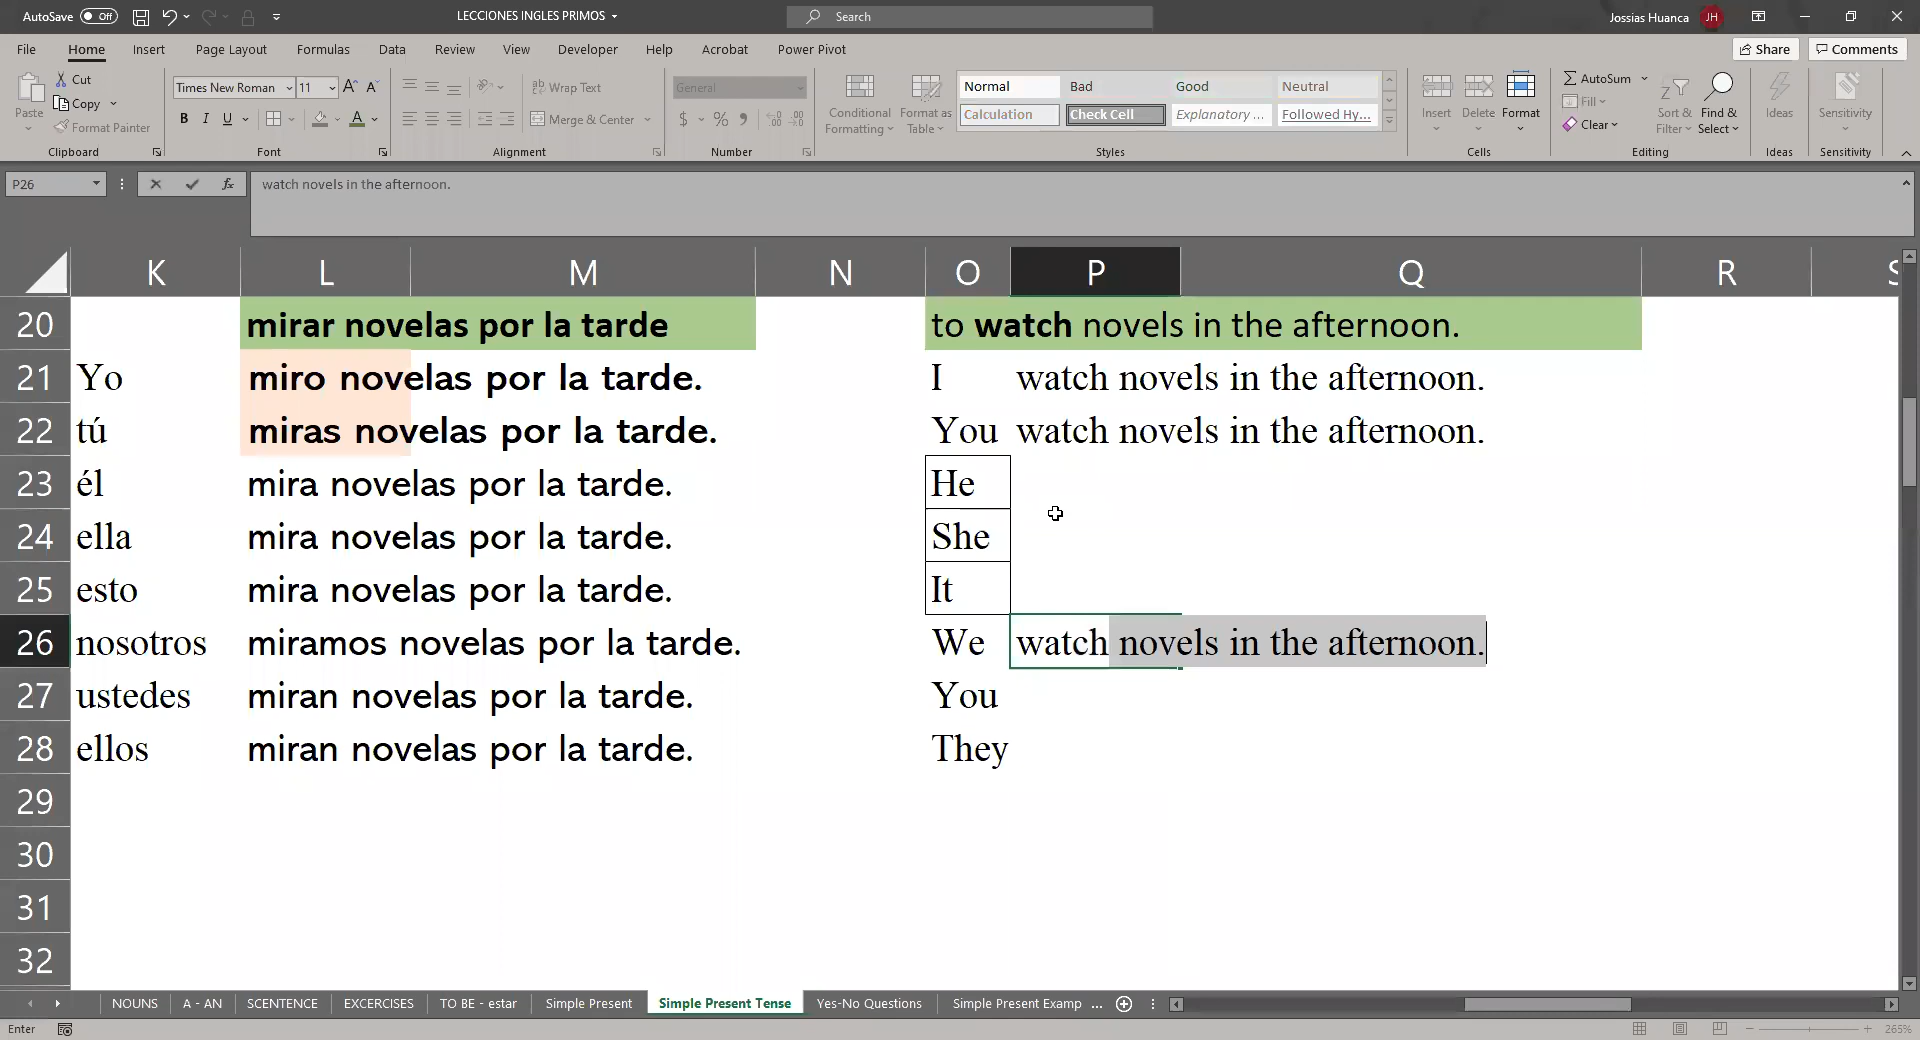 AutoSave Off LECCIONES INGLES PRIMOS Search Jossias Huanca JH
File Home Insert Page Layout Formulas Data Review View Developer Help Acrobat Power Pivot Share Comments
Paste Cut Copy Format Painter
Times New Roman 11
B I U A
Wrap Text
Merge & Center
General
$ %
Conditional Formatting
Format as Table
Normal Bad Good Neutral
Calculation Check Cell Explanatory ... Followed Hy...
Insert Delete Format
AutoSum
Fill
Clear
Sort & Filter
Find & Select
Ideas
Sensitivity
Clipboard Font Alignment Number Styles Cells Editing Ideas Sensitivity
P26 fx watch novels in the afternoon.
K L M N O P Q R S
20 mirar novelas por la tarde to watch novels in the afternoon.
21 Yo miro novelas por la tarde. I watch novels in the afternoon.
22 tú miras novelas por la tarde. You watch novels in the afternoon.
23 él mira novelas por la tarde. He
24 ella mira novelas por la tarde. She
25 esto mira novelas por la tarde. It
26 nosotros miramos novelas por la tarde. We watch novels in the afternoon.
27 ustedes miran novelas por la tarde. You
28 ellos miran novelas por la tarde. They
29
30
31
32
NOUNS A - AN SCENTENCE EXCERCISES TO BE - estar Simple Present Simple Present Tense Yes-No Questions Simple Present Examp ...
Enter 265%